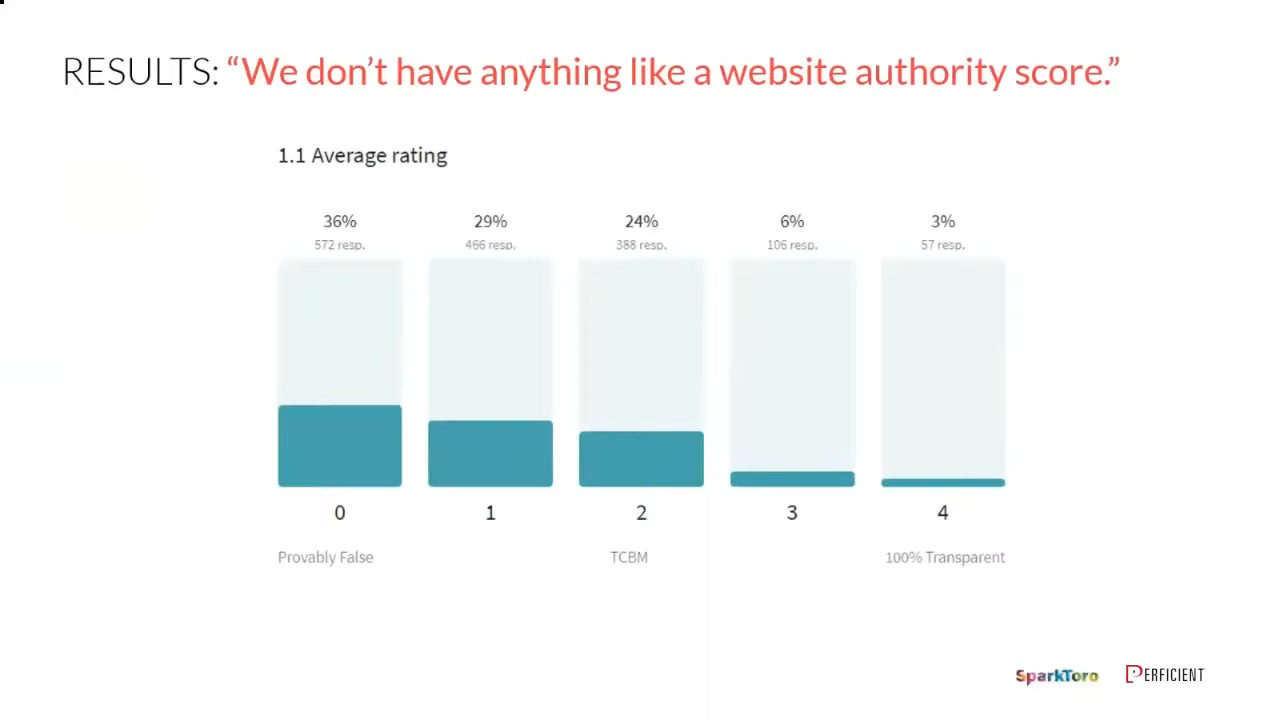 RESULTS: “We don’t have anything like a website authority score.”
1.1 Average rating
36% 29% 24% 6% 3%
572 resp. 466 resp. 388 resp. 106 resp. 57 resp.
0 1 2 3 4
Provably False TCBM 100% Transparent
SparkToro PERFICIENT